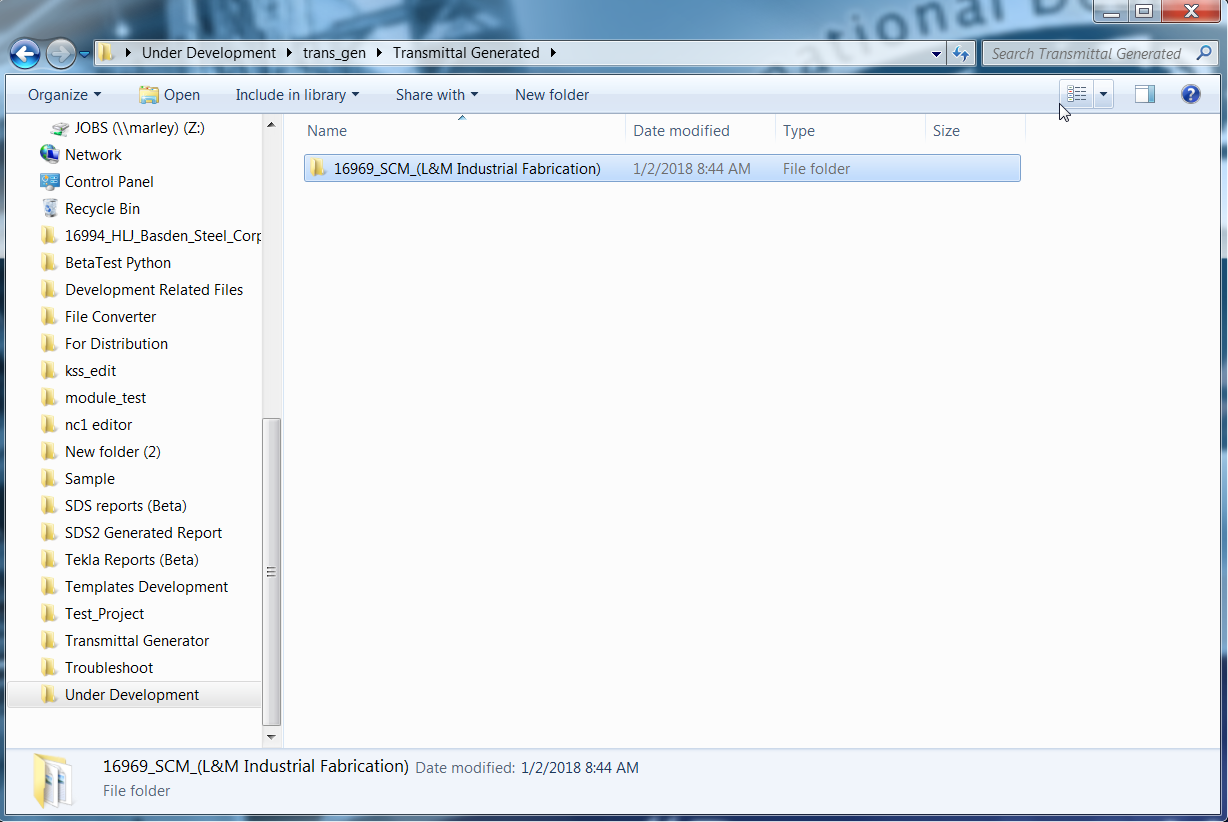 ational D
Under Development trans_gen Transmittal Generated Search Transmittal Generated
Organize Open Include in library Share with New folder
JOBS (\\marley) (Z:)
Network
Control Panel
Recycle Bin
16994_HLJ_Basden_Steel_Corp
BetaTest Python
Development Related Files
File Converter
For Distribution
kss_edit
module_test
nc1 editor
New folder (2)
Sample
SDS reports (Beta)
SDS2 Generated Report
Tekla Reports (Beta)
Templates Development
Test_Project
Transmittal Generator
Troubleshoot
Under Development
Name Date modified Type Size
16969_SCM_(L&M Industrial Fabrication) 1/2/2018 8:44 AM File folder
16969_SCM_(L&M Industrial Fabrication) Date modified: 1/2/2018 8:44 AM
File folder